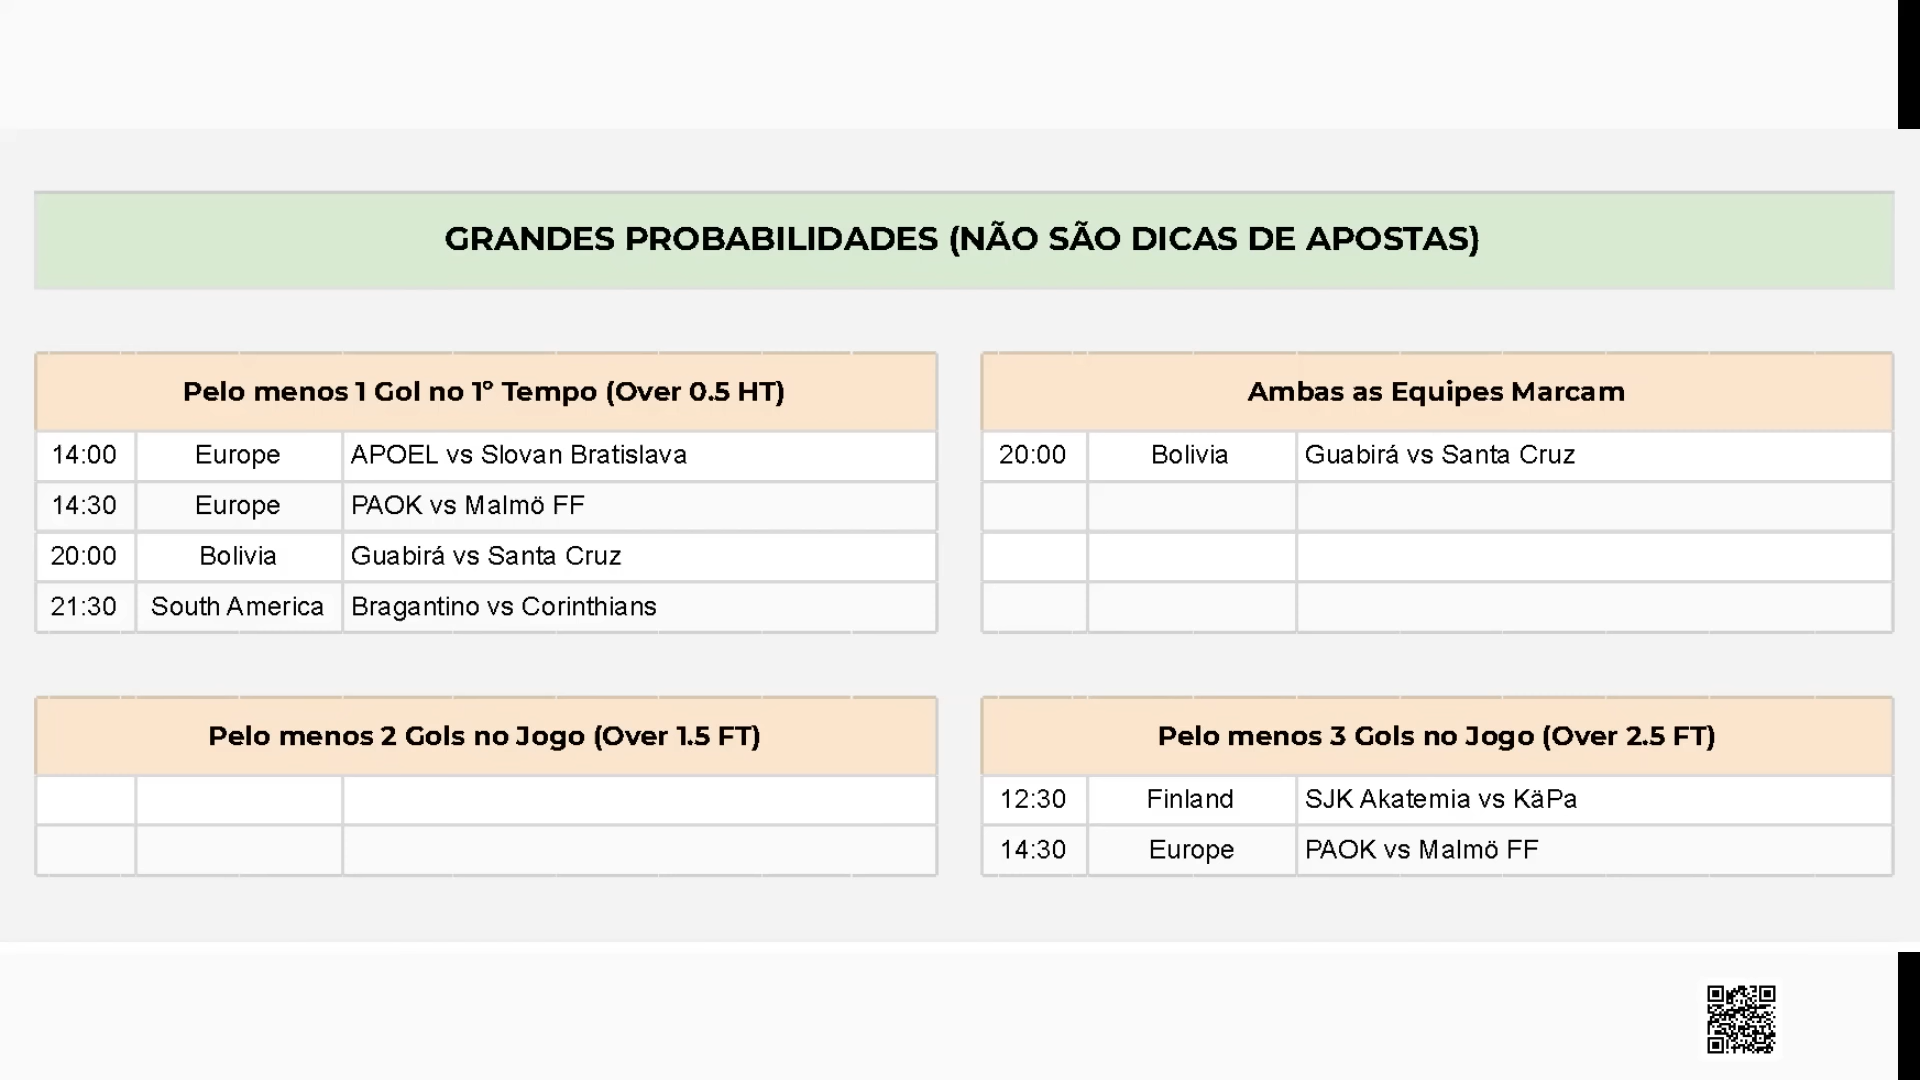 GRANDES PROBABILIDADES (NÃO SÃO DICAS DE APOSTAS)
Pelo menos 1 Gol no 1º Tempo (Over 0.5 HT)
14:00 Europe APOEL vs Slovan Bratislava
14:30 Europe PAOK vs Malmö FF
20:00 Bolivia Guabirá vs Santa Cruz
21:30 South America Bragantino vs Corinthians
Ambas as Equipes Marcam
20:00 Bolivia Guabirá vs Santa Cruz
Pelo menos 2 Gols no Jogo (Over 1.5 FT)
Pelo menos 3 Gols no Jogo (Over 2.5 FT)
12:30 Finland SJK Akatemia vs KäPa
14:30 Europe PAOK vs Malmö FF